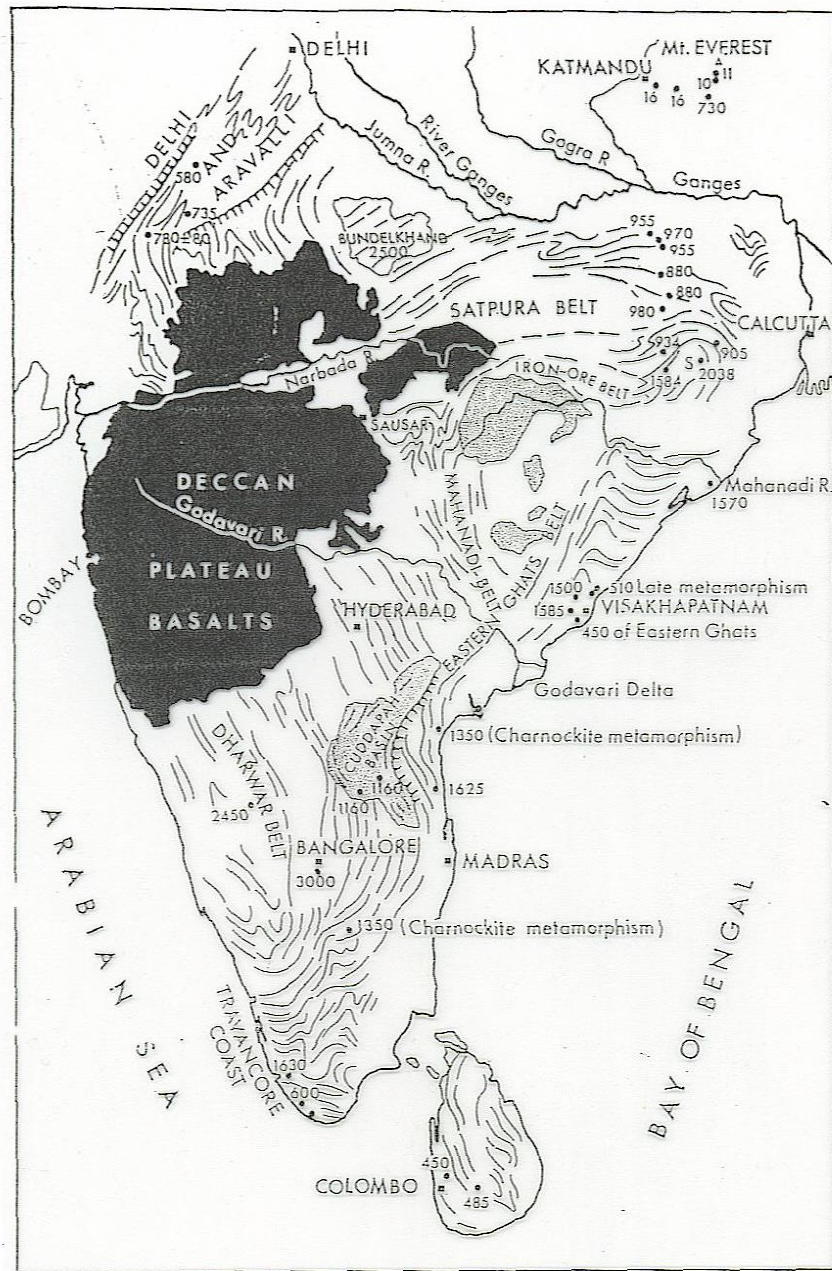 DELHI
Mt. EVEREST
KATMANDU
11
10
16
16
730
DELHI
AND
ARAVALLI
580
735
780±80
River Ganges
Jumna R.
Gogra R
Ganges
BUNDELKHAND
2500
955
970
955
880
880
980
SATPURA BELT
CALCUTTA
934
905
S
2038
1584
IRON-ORE BELT
Narbada R.
SAUSAR
DECCAN
Godavari R.
PLATEAU
BASALTS
BOMBAY
MAHANADI-BELT
EASTERN GHATS BELT
Mahanadi R.
1570
1500
510 Late metamorphism
1585
VISAKHAPATNAM
450 of Eastern Ghats
HYDERABAD
Godavari Delta
CUDDAPAH
BASIN
1350 (Charnockite metamorphism)
1160
1160
1625
DHARWAR BELT
2450
BANGALORE
3000
MADRAS
1350 (Charnockite metamorphism)
ARABIAN SEA
BAY OF BENGAL
TRAVANCORE
COAST
1630
600
450
COLOMBO
485